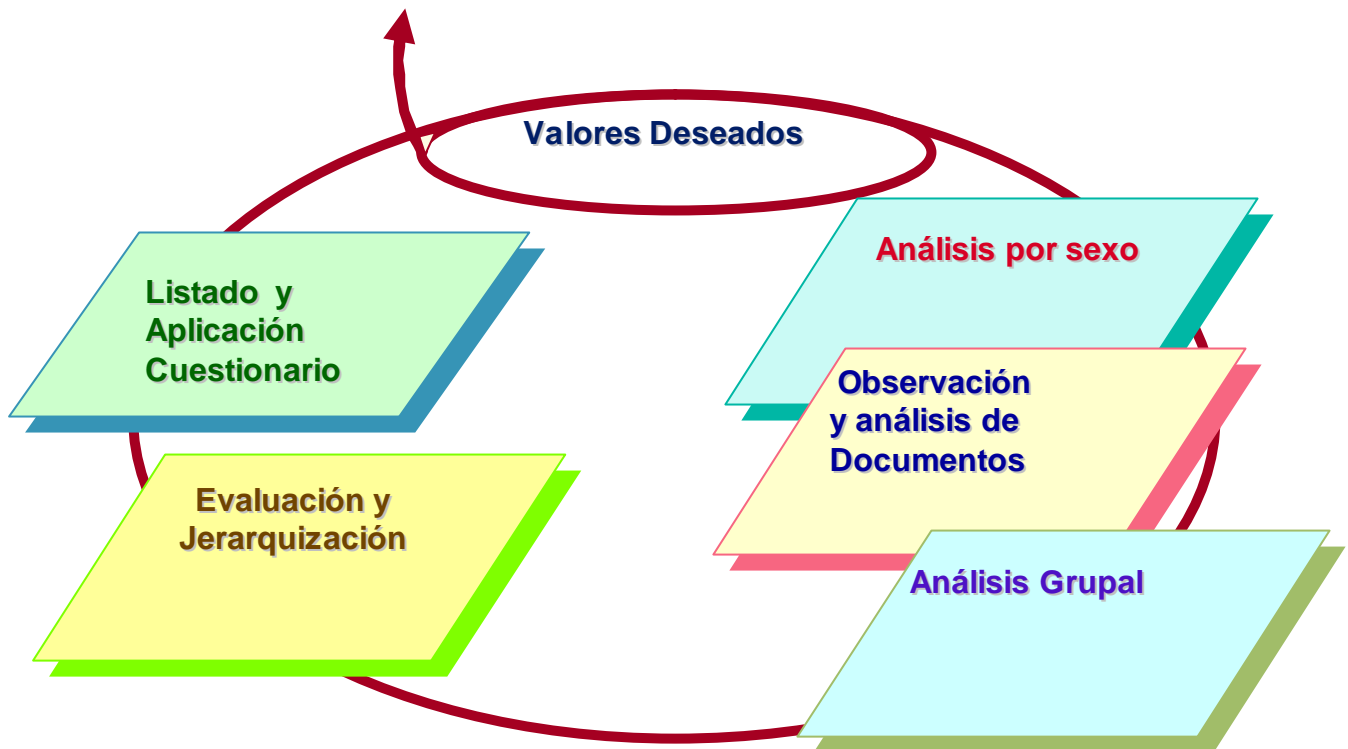 Valores Deseados
Listado y
Aplicación
Cuestionario
Evaluación y
Jerarquización
Análisis por sexo
Observación
y análisis de
Documentos
Análisis Grupal